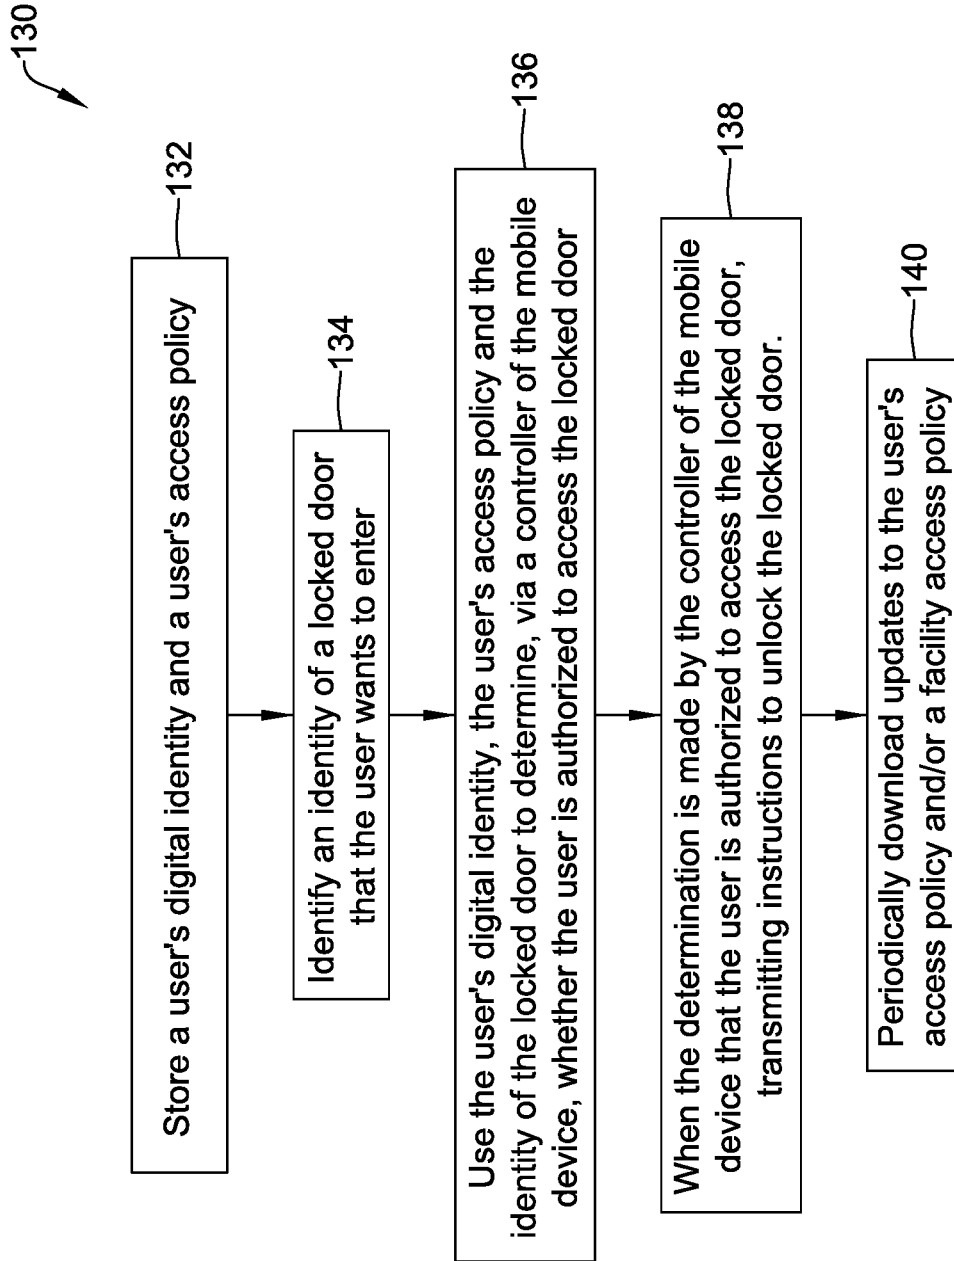 130
Store a user's digital identity and a user's access policy
132
Identify an identity of a locked door
that the user wants to enter
134
Use the user's digital identity, the user's access policy and the
identity of the locked door to determine, via a controller of the mobile
device, whether the user is authorized to access the locked door
136
When the determination is made by the controller of the mobile
device that the user is authorized to access the locked door,
transmitting instructions to unlock the locked door.
138
Periodically download updates to the user's
access policy and/or a facility access policy
140